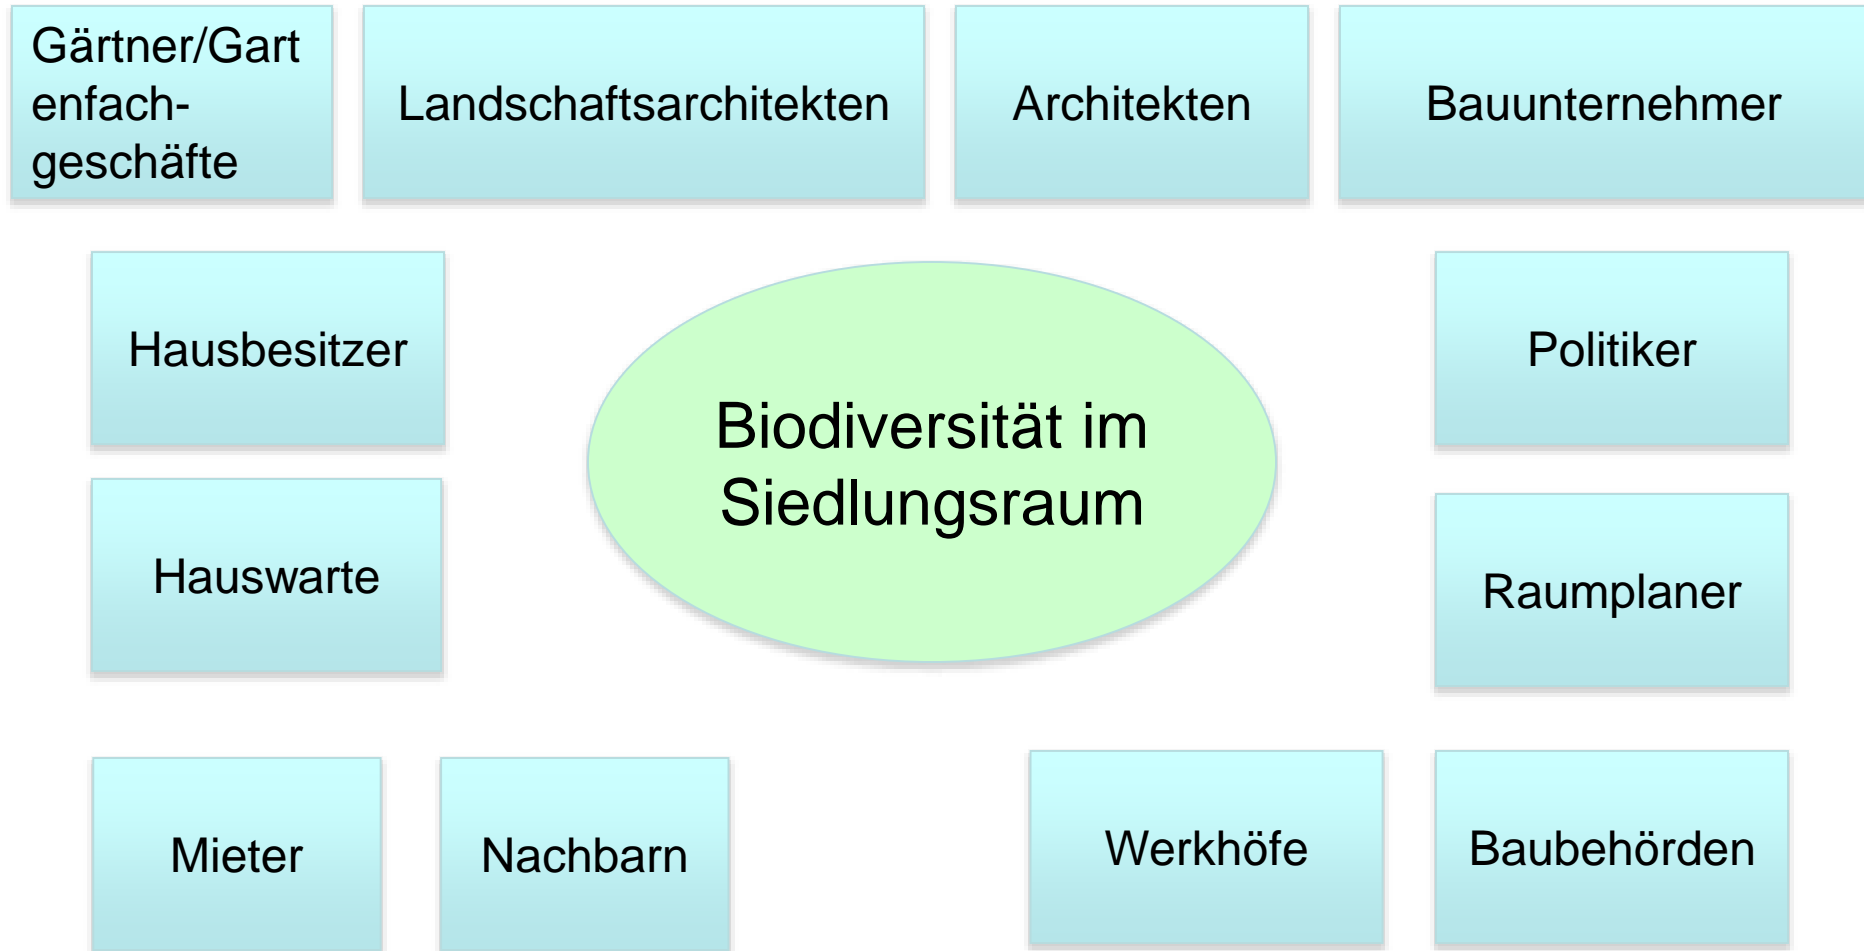 Gärtner/Gart
enfach-
geschäfte
Landschaftsarchitekten
Architekten
Bauunternehmer
Hausbesitzer
Politiker
Biodiversität im
Siedlungsraum
Hauswarte
Raumplaner
Mieter
Nachbarn
Werkhöfe
Baubehörden